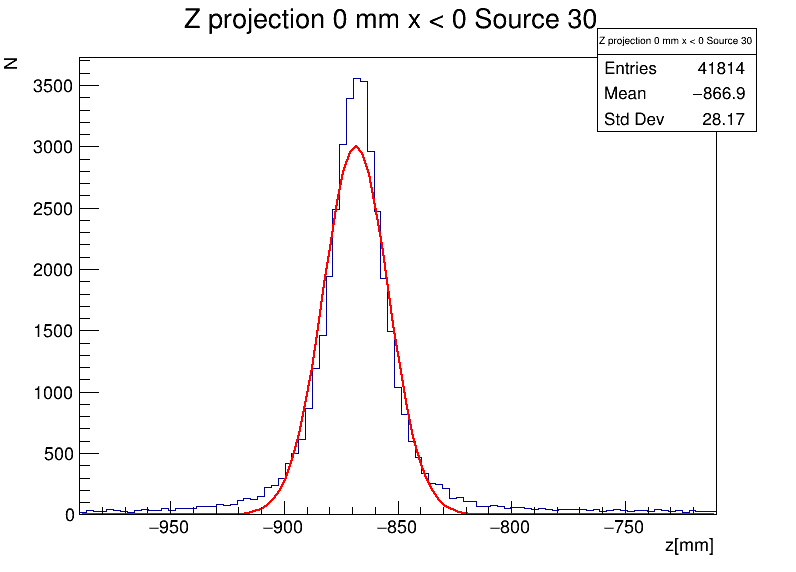 Z projection 0 mm x < 0 Source 30
Z projection 0 mm x < 0 Source 30
Entries 41814
Mean −866.9
Std Dev 28.17
N
3500
3000
2500
2000
1500
1000
500
0
−950 −900 −850 −800 −750
z[mm]